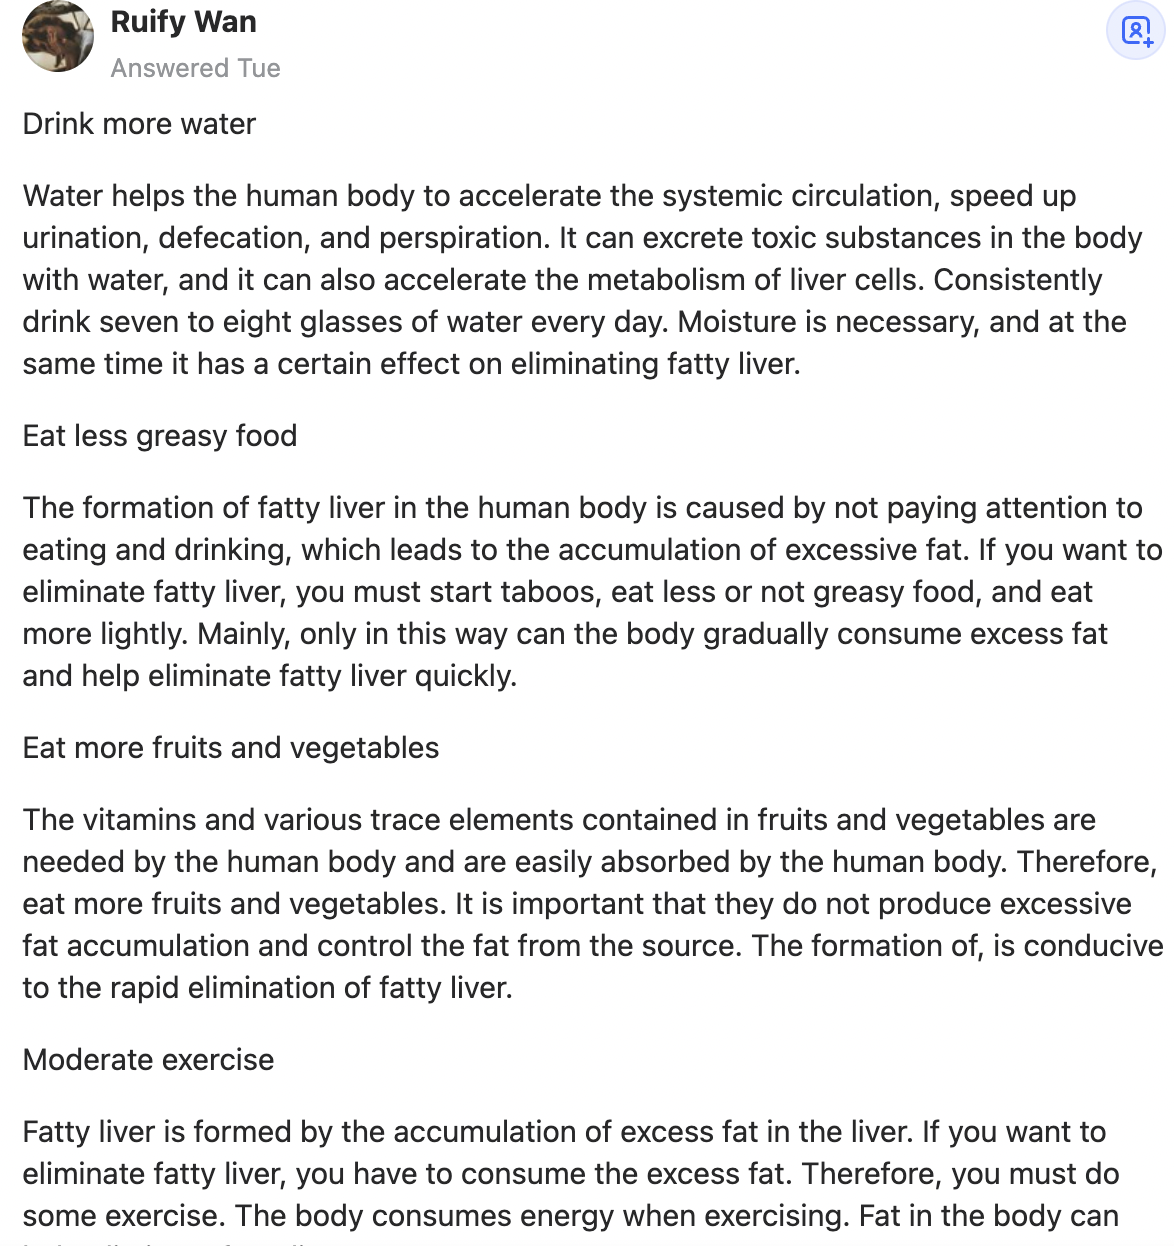 Ruify Wan
Answered Tue
Drink more water
Water helps the human body to accelerate the systemic circulation, speed up
urination, defecation, and perspiration. It can excrete toxic substances in the body
with water, and it can also accelerate the metabolism of liver cells. Consistently
drink seven to eight glasses of water every day. Moisture is necessary, and at the
same time it has a certain effect on eliminating fatty liver.
Eat less greasy food
The formation of fatty liver in the human body is caused by not paying attention to
eating and drinking, which leads to the accumulation of excessive fat. If you want to
eliminate fatty liver, you must start taboos, eat less or not greasy food, and eat
more lightly. Mainly, only in this way can the body gradually consume excess fat
and help eliminate fatty liver quickly.
Eat more fruits and vegetables
The vitamins and various trace elements contained in fruits and vegetables are
needed by the human body and are easily absorbed by the human body. Therefore,
eat more fruits and vegetables. It is important that they do not produce excessive
fat accumulation and control the fat from the source. The formation of, is conducive
to the rapid elimination of fatty liver.
Moderate exercise
Fatty liver is formed by the accumulation of excess fat in the liver. If you want to
eliminate fatty liver, you have to consume the excess fat. Therefore, you must do
some exercise. The body consumes energy when exercising. Fat in the body can